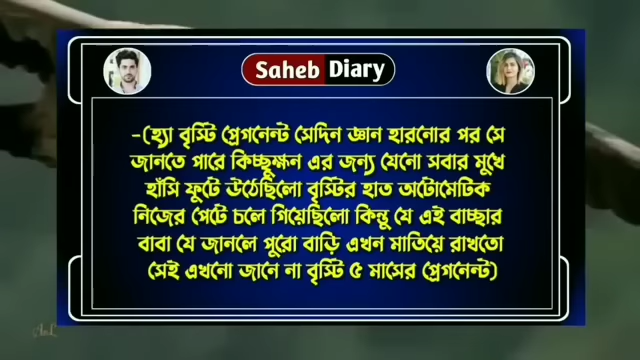 Saheb Diary
-(হ্যা বৃস্টি প্রেগনেন্ট সেদিন জ্ঞান হারনোর পর সে
জানতে পারে কিচ্ছুক্ষন এর জন্য যেনো সবার মুখে
হাঁসি ফুটে উঠেছিলো বৃস্টির হাত অটোমেটিক
নিজের পেটে চলে গিয়েছিলো কিন্তু যে এই বাচ্ছার
বাবা যে জানলে পুরো বাড়ি এখন মাতিয়ে রাখতো
সেই এখনো জানে না বৃস্টি ৫ মাসের প্রেগনেন্ট)